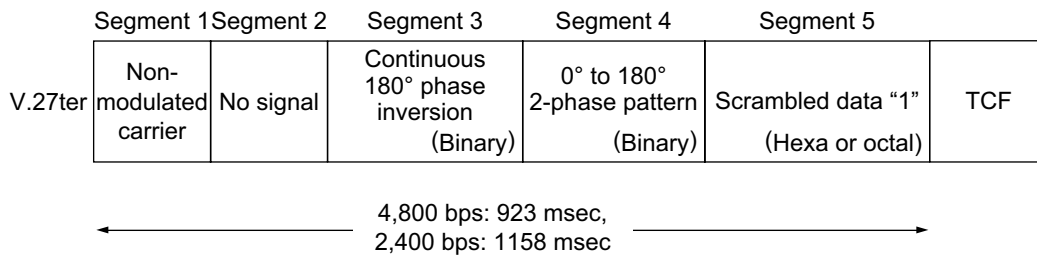 Segment 1 Segment 2 Segment 3 Segment 4 Segment 5
V.27ter
Non-
modulated
carrier
No signal
Continuous
180° phase
inversion
(Binary)
0° to 180°
2-phase pattern
(Binary)
Scrambled data “1”
(Hexa or octal)
TCF
4,800 bps: 923 msec,
2,400 bps: 1158 msec